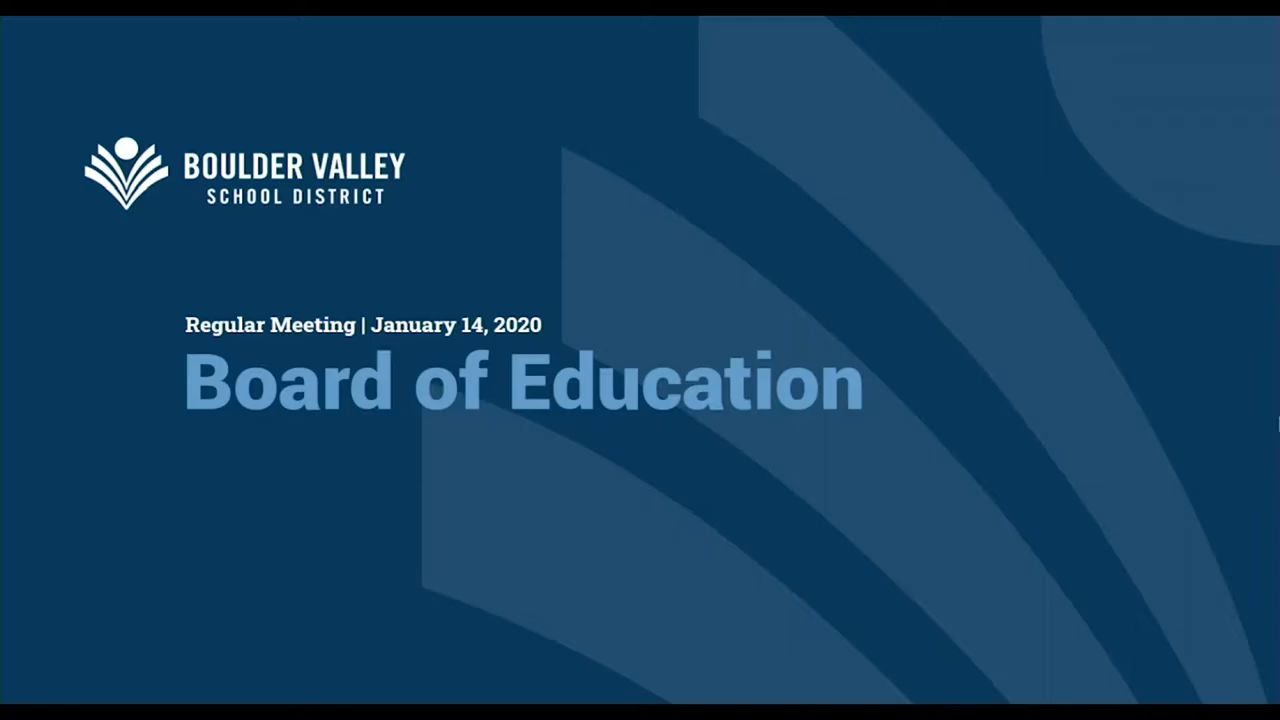 BOULDER VALLEY
SCHOOL DISTRICT
Regular Meeting | January 14, 2020
Board of Education